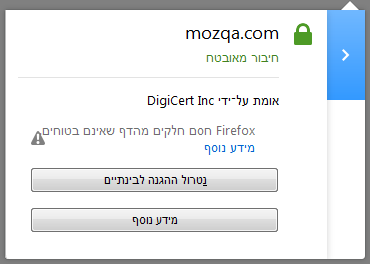 mozqa.com
חיבור מאובטח
אומת על־ידי DigiCert Inc
Firefox חסם חלקים מהדף שאינם בטוחים
מידע נוסף
נַטרול ההגנה לבינתיים
מידע נוסף